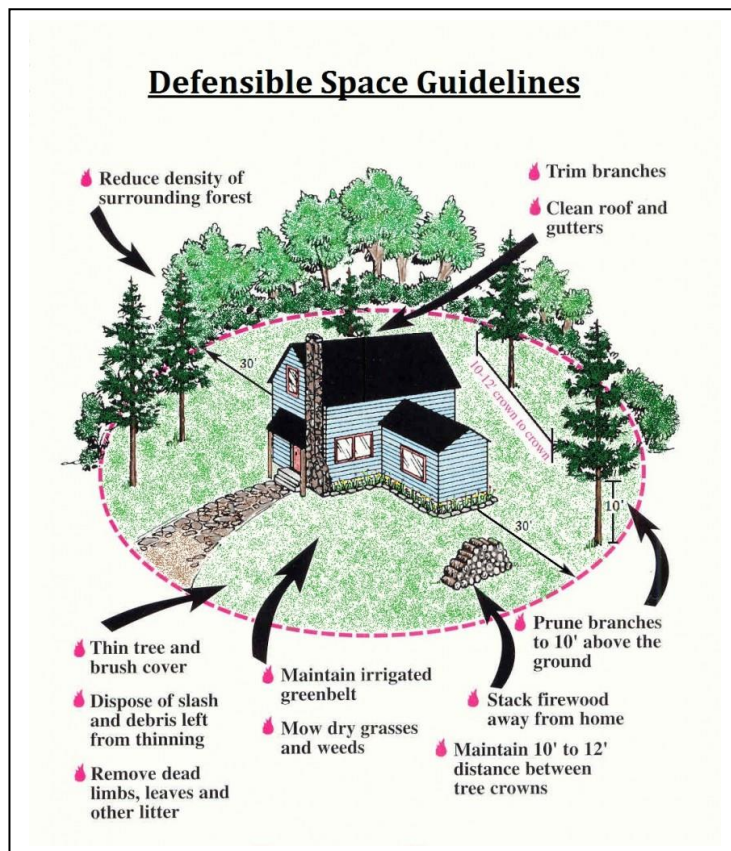 Defensible Space Guidelines
Reduce density of
surrounding forest
Trim branches
Clean roof and
gutters
30'
10-12' crown to crown
10'
30'
Thin tree and
brush cover
Dispose of slash
and debris left
from thinning
Remove dead
limbs, leaves and
other litter
Maintain irrigated
greenbelt
Mow dry grasses
and weeds
Prune branches
to 10' above the
ground
Stack firewood
away from home
Maintain 10' to 12'
distance between
tree crowns